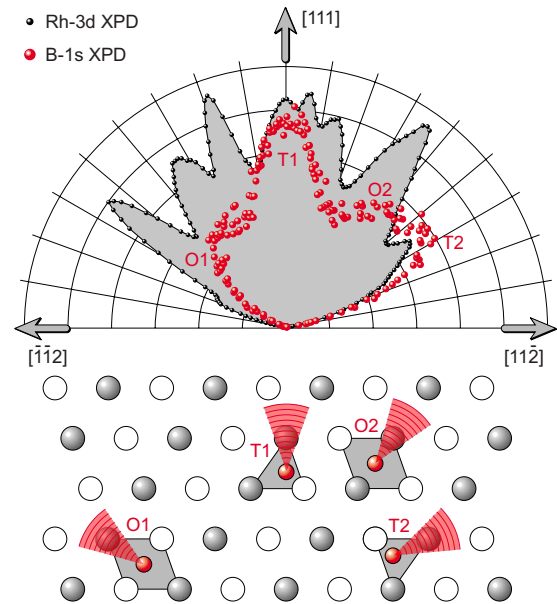 Rh-3d XPD
B-1s XPD
[111]
T1
O2
O1
T2
[1̄1̄2]
[112̄]
O2
T1
O1
T2